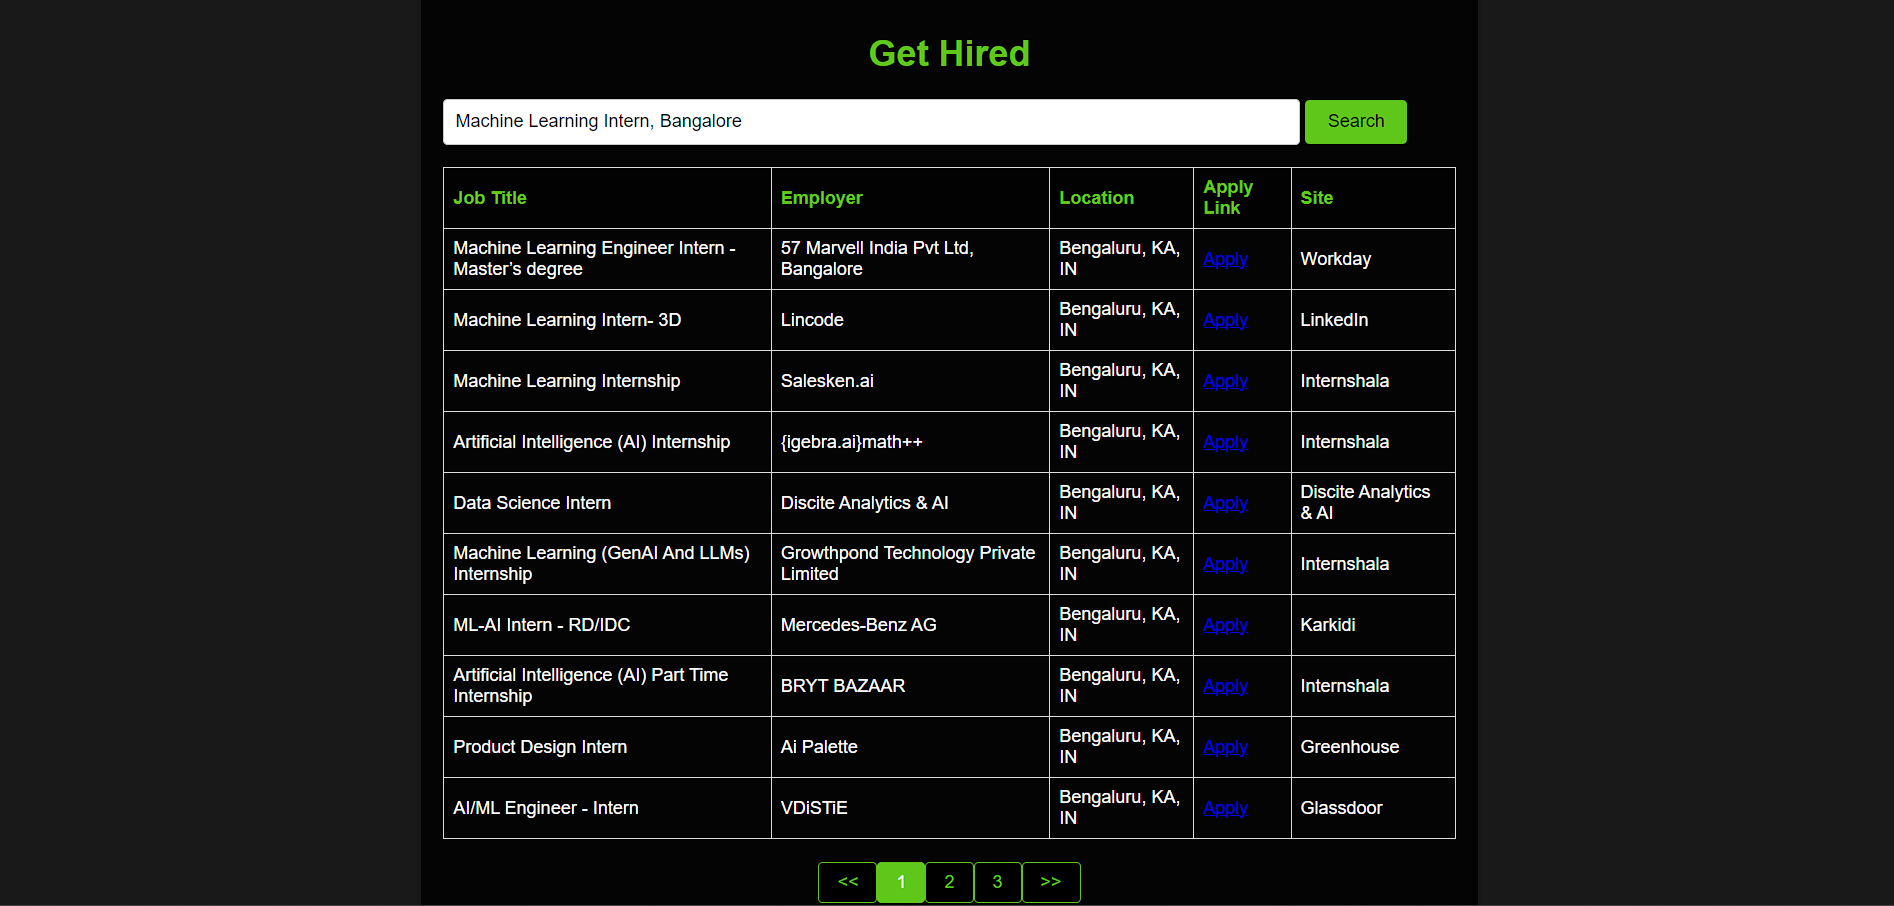 Get Hired
Machine Learning Intern, Bangalore
Search
Job Title
Employer
Location
Apply
Link
Site
Machine Learning Engineer Intern -
Master’s degree
57 Marvell India Pvt Ltd,
Bangalore
Bengaluru, KA,
IN
Apply
Workday
Machine Learning Intern- 3D
Lincode
Bengaluru, KA,
IN
Apply
LinkedIn
Machine Learning Internship
Salesken.ai
Bengaluru, KA,
IN
Apply
Internshala
Artificial Intelligence (AI) Internship
{igebra.ai}math++
Bengaluru, KA,
IN
Apply
Internshala
Data Science Intern
Discite Analytics & AI
Bengaluru, KA,
IN
Apply
Discite Analytics
& AI
Machine Learning (GenAI And LLMs)
Internship
Growthpond Technology Private
Limited
Bengaluru, KA,
IN
Apply
Internshala
ML-AI Intern - RD/IDC
Mercedes-Benz AG
Bengaluru, KA,
IN
Apply
Karkidi
Artificial Intelligence (AI) Part Time
Internship
BRYT BAZAAR
Bengaluru, KA,
IN
Apply
Internshala
Product Design Intern
Ai Palette
Bengaluru, KA,
IN
Apply
Greenhouse
AI/ML Engineer - Intern
VDiSTiE
Bengaluru, KA,
IN
Apply
Glassdoor
<< 1 2 3 >>